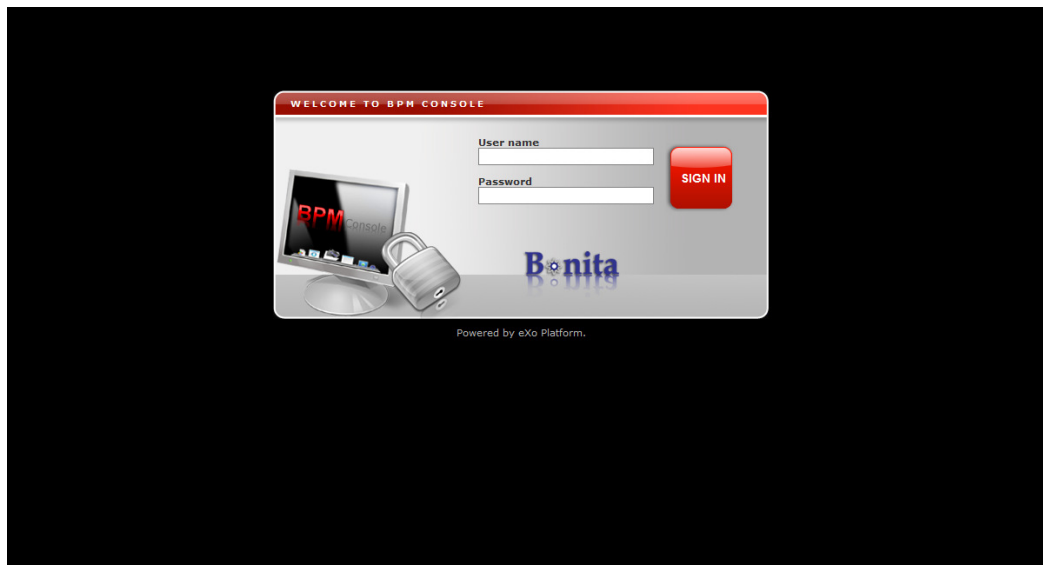 WELCOME TO BPM CONSOLE
User name
Password
SIGN IN
BPM Console
Bonita
Powered by eXo Platform.